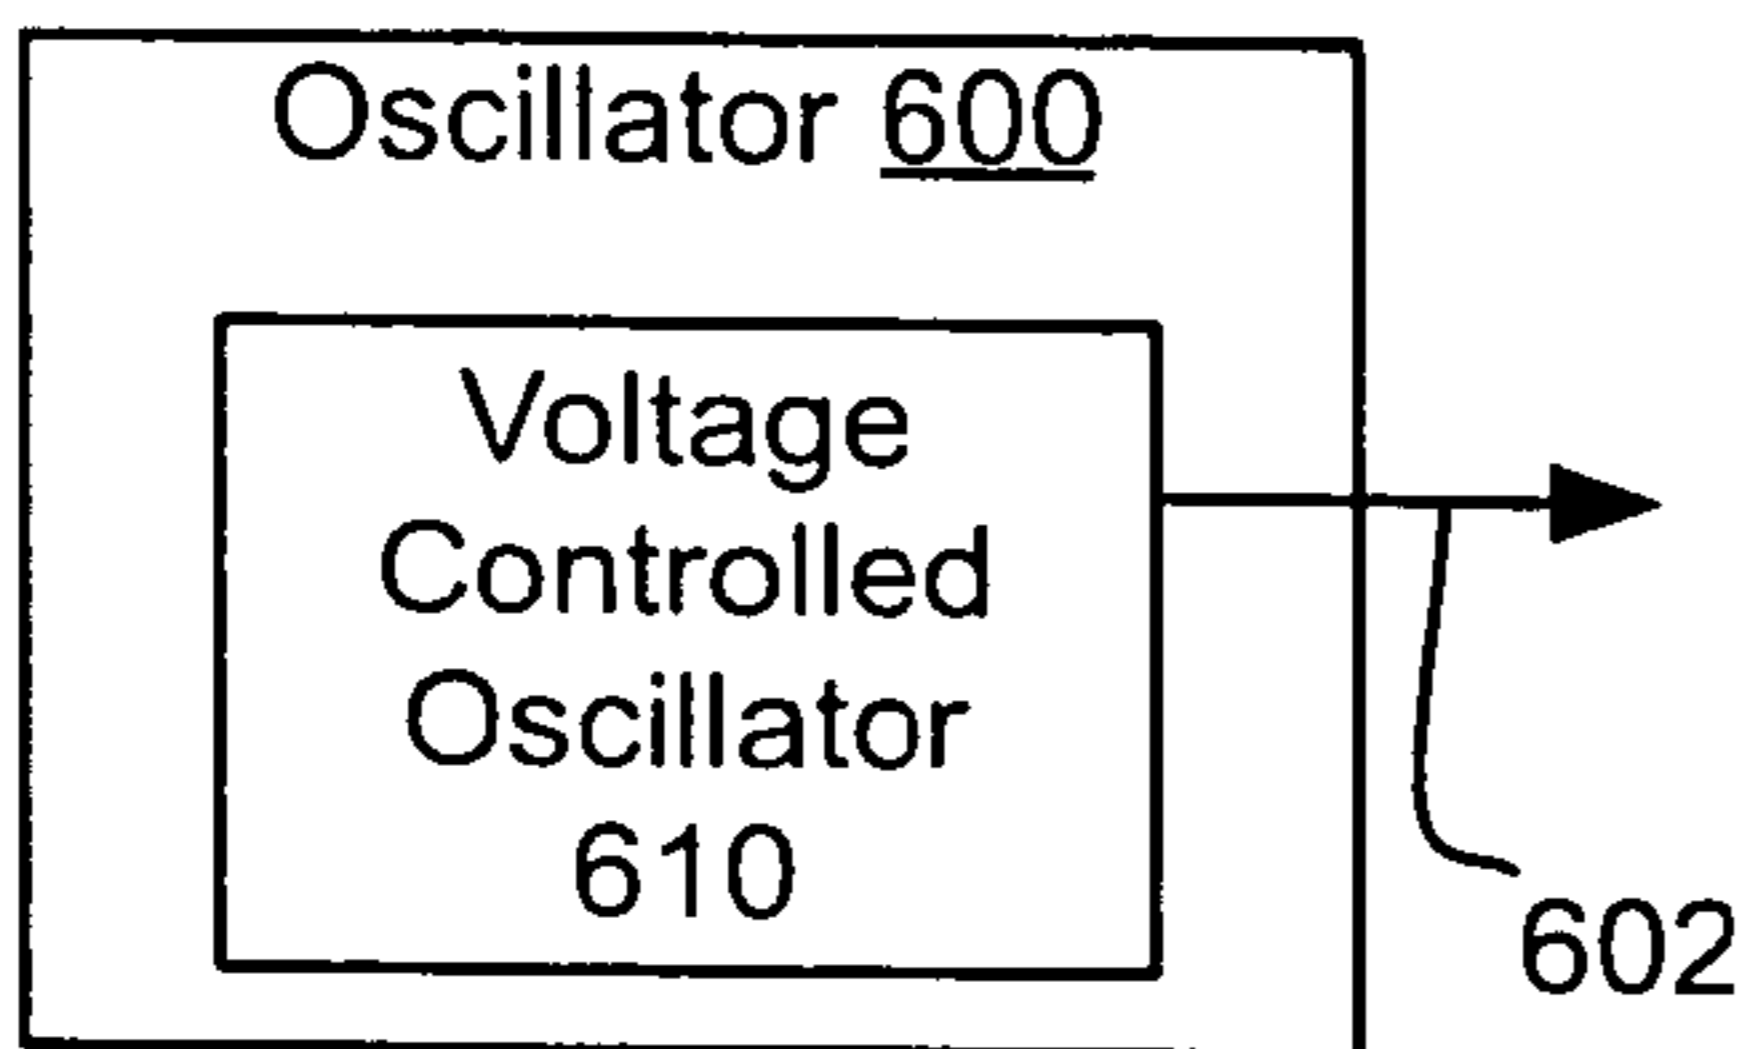 Oscillator 600
Voltage
Controlled
Oscillator
610
602